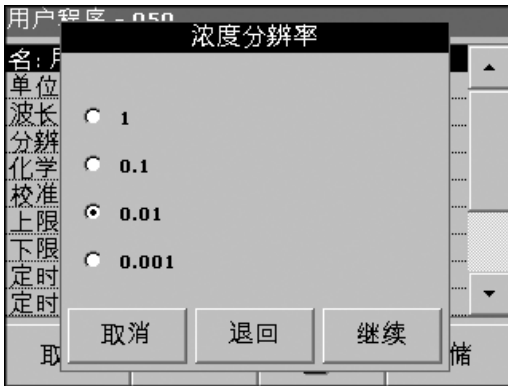 用户程序 - 050
浓度分辨率
名:
单位
波长
分辨
化学
校准
上限
下限
定时
定时
1
0.1
0.01
0.001
取消
退回
继续
取
储